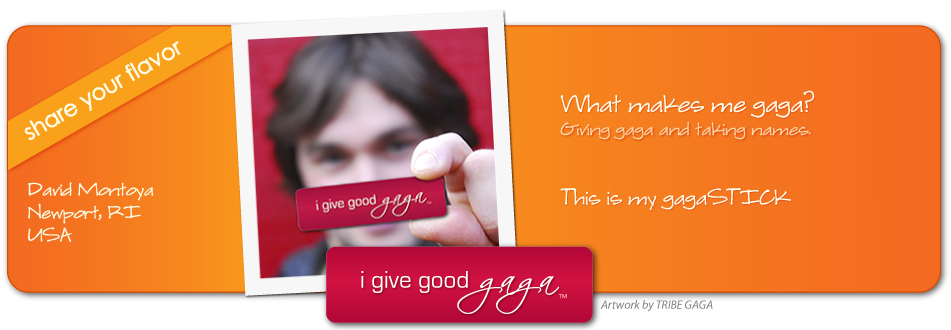 share your flavor
David Montoya
Newport, RI
USA
i give good gaga™
i give good gaga™
What makes me gaga?
Giving gaga and taking names.
This is my gagaSTICK
Artwork by TRIBE GAGA